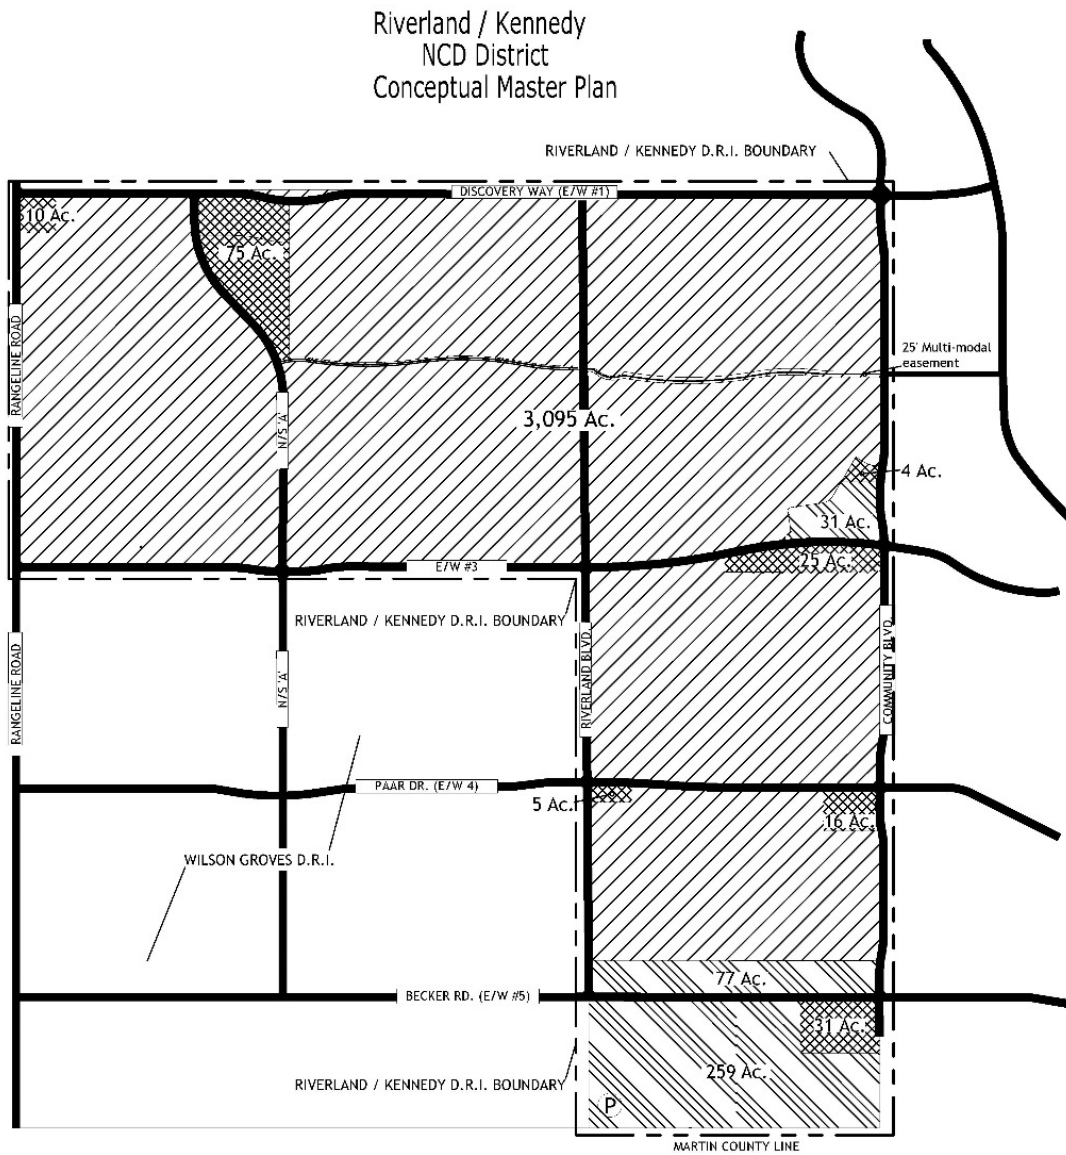 Riverland / Kennedy
NCD District
Conceptual Master Plan
RIVERLAND / KENNEDY D.R.I. BOUNDARY
DISCOVERY WAY (E/W #1)
10 Ac.
75 Ac.
RANGELINE ROAD
25' Multi-modal
easement
N/S 'A'
3,095 Ac.
4 Ac.
31 Ac.
25 Ac.
E/W #3
RIVERLAND / KENNEDY D.R.I. BOUNDARY
RANGELINE ROAD
N/S 'A'
RIVERLAND BLVD.
COMMUNITY BLVD.
PAAR DR. (E/W 4)
5 Ac.
16 Ac.
WILSON GROVES D.R.I.
77 Ac.
BECKER RD. (E/W #5)
31 Ac.
259 Ac.
RIVERLAND / KENNEDY D.R.I. BOUNDARY
P
MARTIN COUNTY LINE